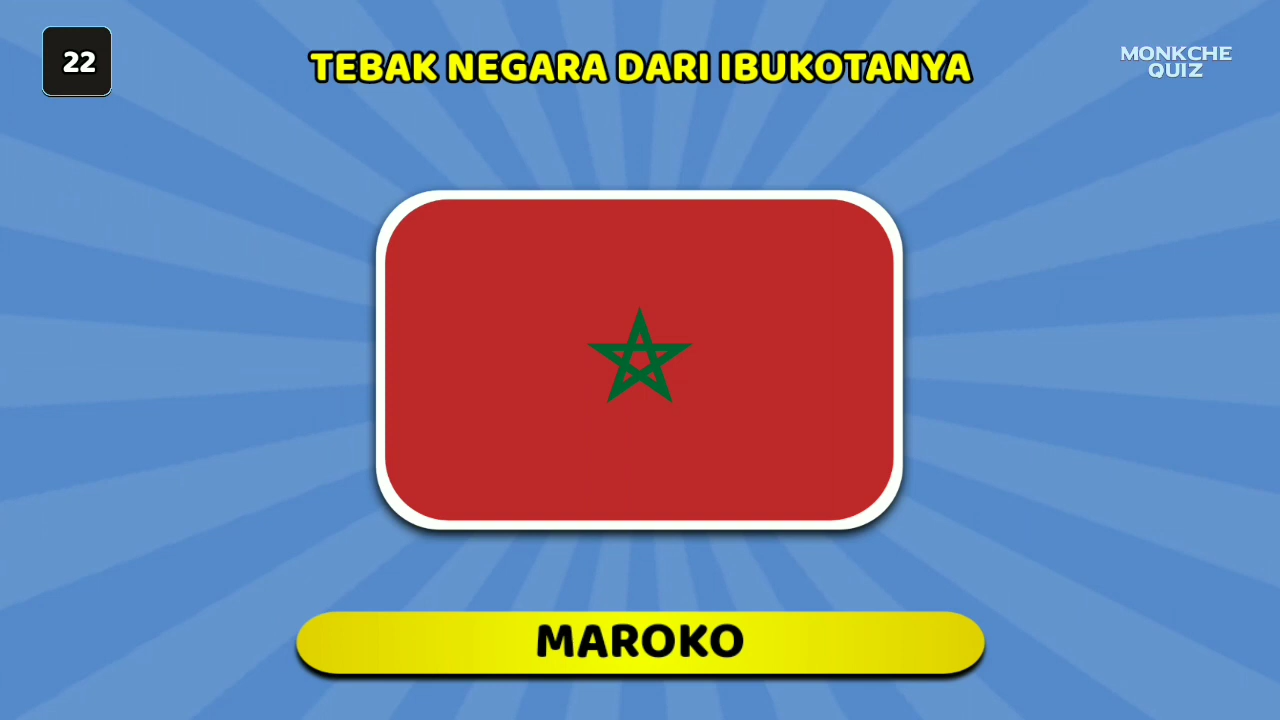 22
TEBAK NEGARA DARI IBUKOTANYA
MONKCHE
QUIZ
MAROKO